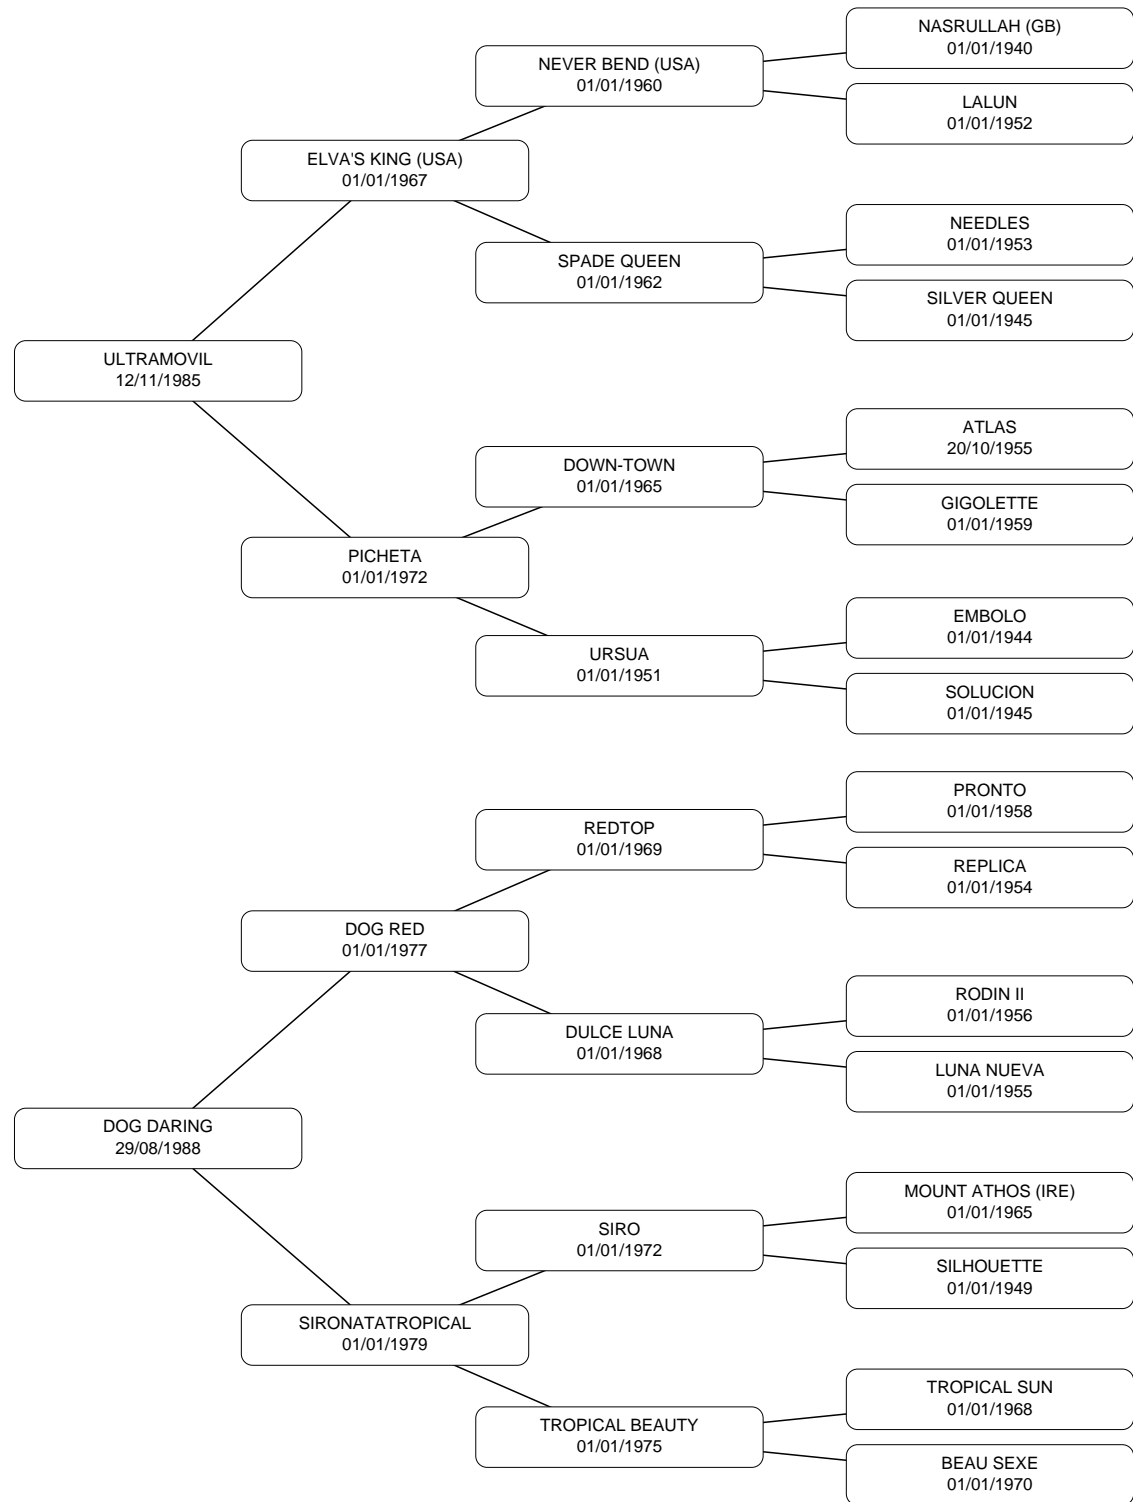 NASRULLAH (GB)
01/01/1940
NEVER BEND (USA)
01/01/1960
LALUN
01/01/1952
ELVA'S KING (USA)
01/01/1967
NEEDLES
01/01/1953
SPADE QUEEN
01/01/1962
SILVER QUEEN
01/01/1945
ULTRAMOVIL
12/11/1985
ATLAS
20/10/1955
DOWN-TOWN
01/01/1965
GIGOLETTE
01/01/1959
PICHETA
01/01/1972
EMBOLO
01/01/1944
URSUA
01/01/1951
SOLUCION
01/01/1945
PRONTO
01/01/1958
REDTOP
01/01/1969
REPLICA
01/01/1954
DOG RED
01/01/1977
RODIN II
01/01/1956
DULCE LUNA
01/01/1968
LUNA NUEVA
01/01/1955
DOG DARING
29/08/1988
MOUNT ATHOS (IRE)
01/01/1965
SIRO
01/01/1972
SILHOUETTE
01/01/1949
SIRONATATROPICAL
01/01/1979
TROPICAL SUN
01/01/1968
TROPICAL BEAUTY
01/01/1975
BEAU SEXE
01/01/1970